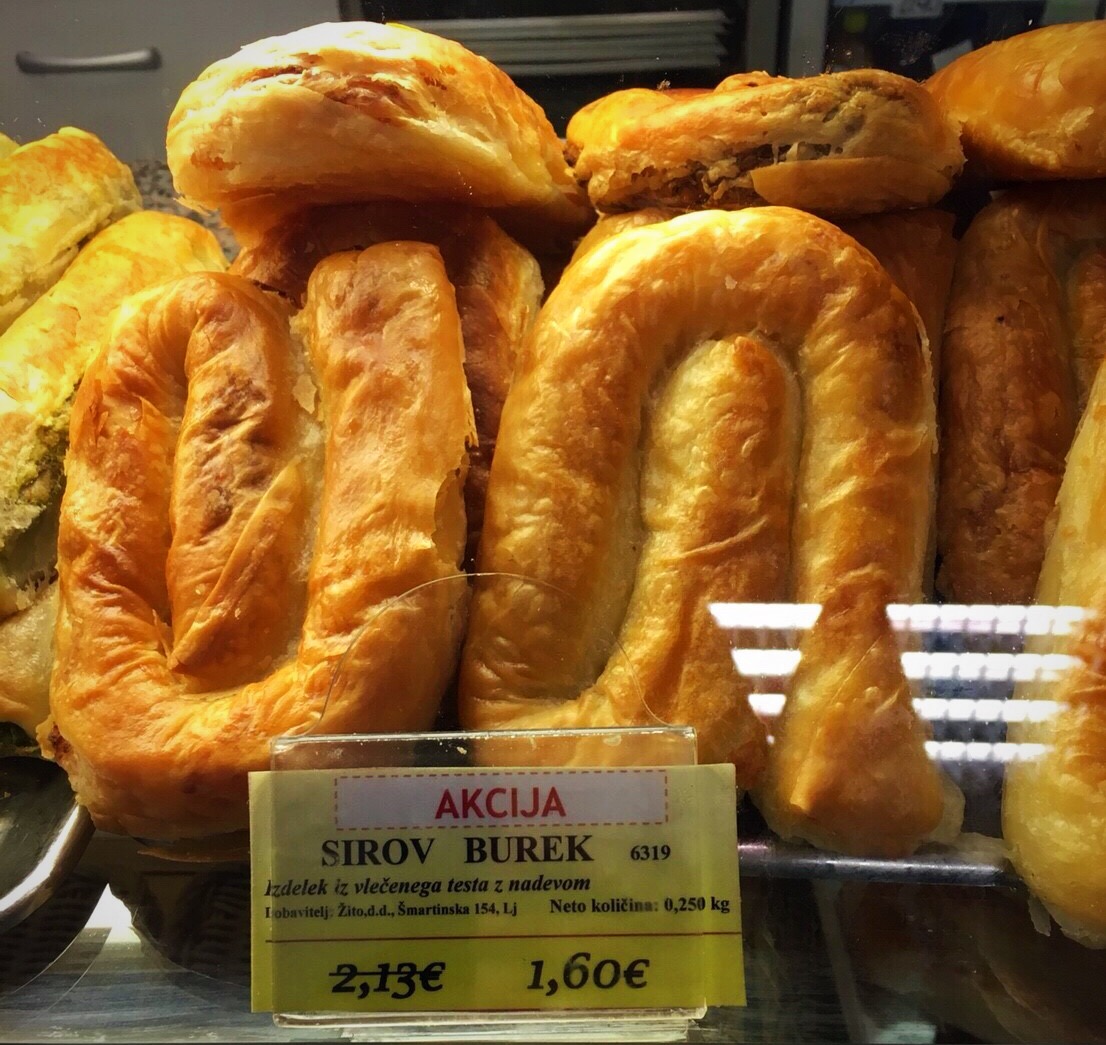 AKCIJA
SIROV BUREK 6319
Izdelek iz vlečenega testa z nadevom
Dobavitelj: Žito,d.d., Šmartinska 154, Lj Neto količina: 0,250 kg
2,13€ 1,60€